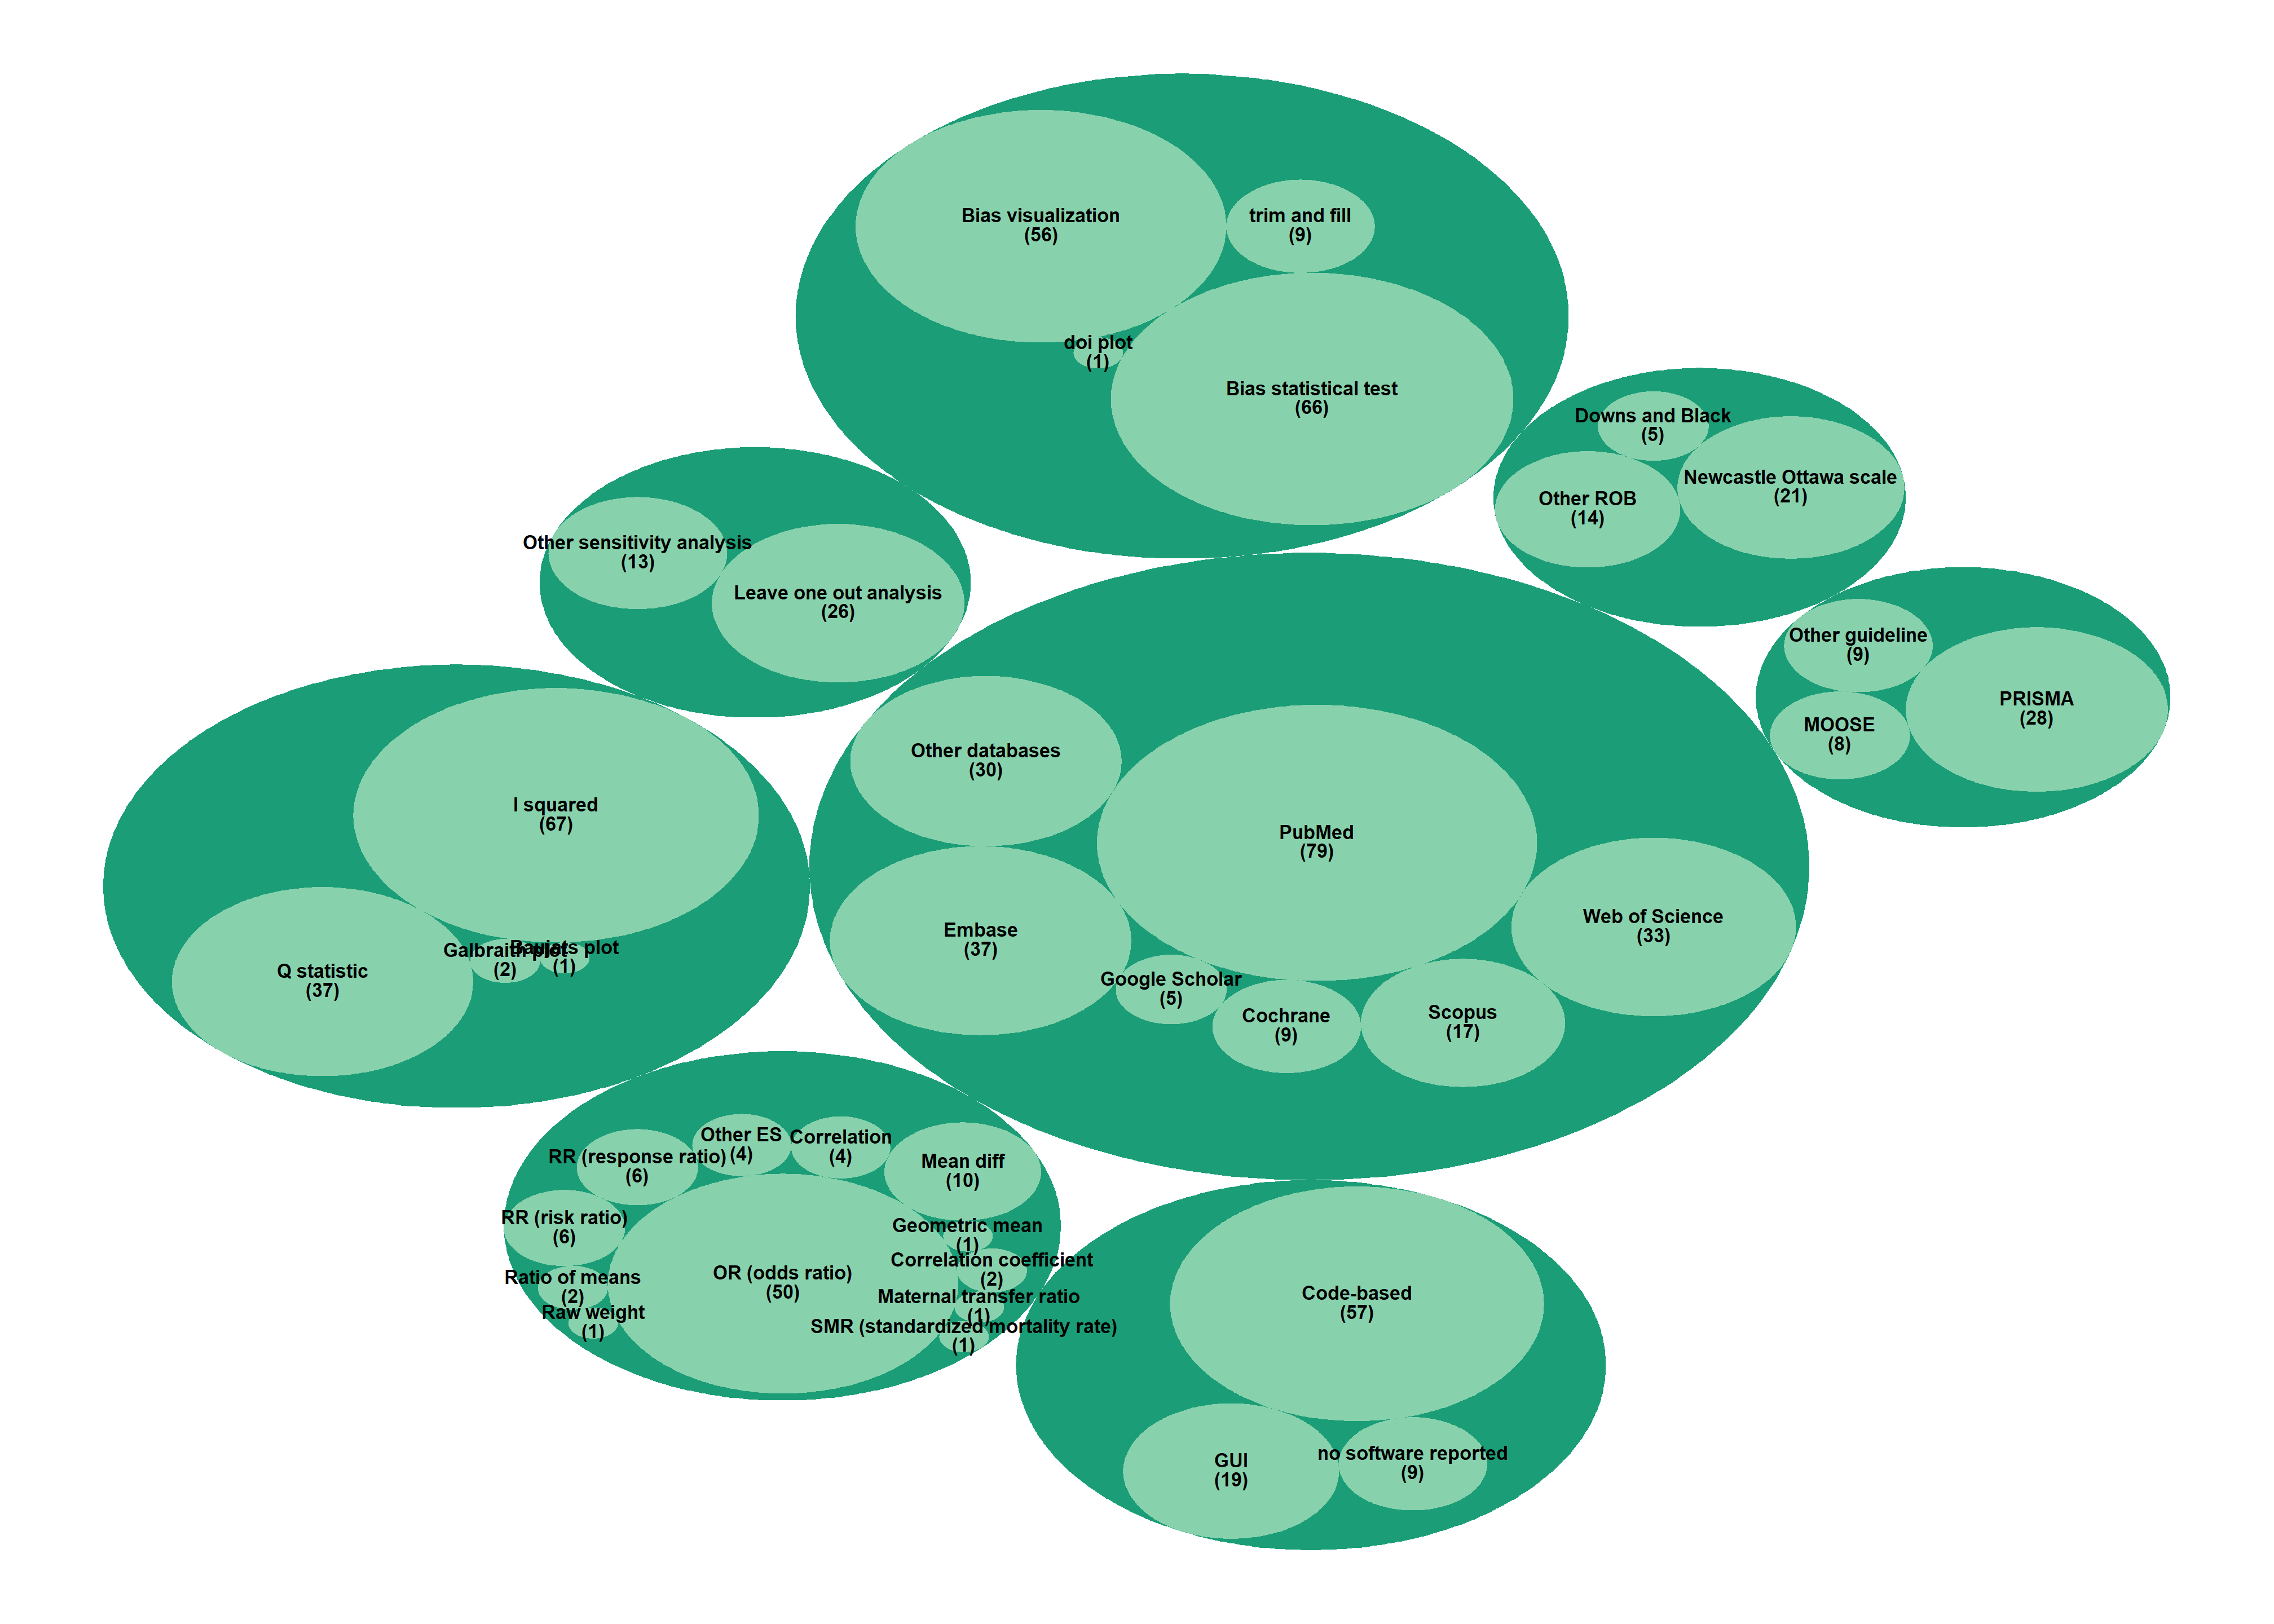 Bias visualization
(56)
trim and fill
(9)
doi plot
(1)
Bias statistical test
(66)
Downs and Black
(5)
Newcastle Ottawa scale
(21)
Other ROB
(14)
Other sensitivity analysis
(13)
Leave one out analysis
(26)
Other guideline
(9)
PRISMA
(28)
MOOSE
(8)
I squared
(67)
Q statistic
(37)
Galbraith plot
(2)
plot
(1)
Other databases
(30)
PubMed
(79)
Embase
(37)
Web of Science
(33)
Google Scholar
(5)
Cochrane
(9)
Scopus
(17)
Other ES
(4)
Correlation
(4)
RR (response ratio)
(6)
Mean diff
(10)
RR (risk ratio)
(6)
Geometric mean
(1)
Correlation coefficient
(2)
OR (odds ratio)
(50)
Ratio of means
(2)
Maternal transfer ratio
(1)
Raw weight
(1)
SMR (standardized mortality rate)
(1)
Code-based
(57)
GUI
(19)
no software reported
(9)